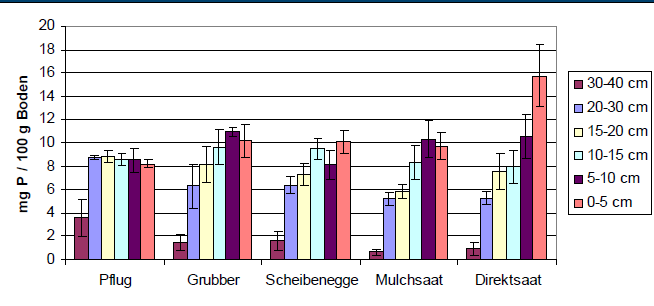 mg P / 100 g Boden
20
18
16
14
12
10
8
6
4
2
0
Pflug Grubber Scheibenegge Mulchsaat Direktsaat
30-40 cm
20-30 cm
15-20 cm
10-15 cm
5-10 cm
0-5 cm